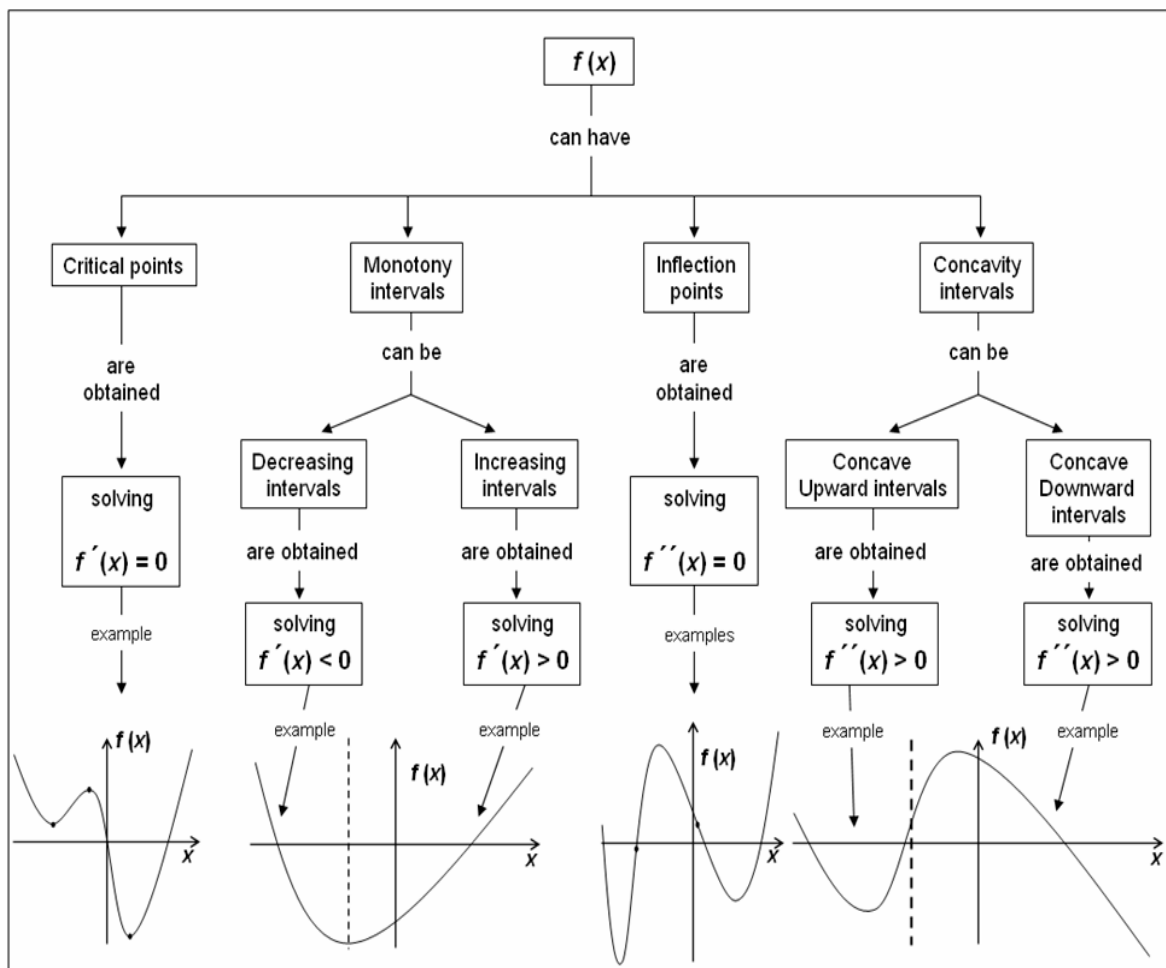 f (x)
can have
Critical points
Monotony
intervals
Inflection
points
Concavity
intervals
are
obtained
can be
are
obtained
can be
Decreasing
intervals
Increasing
intervals
Concave
Upward intervals
Concave
Downward
intervals
solving
f ´(x) = 0
are obtained
are obtained
solving
f ´´(x) = 0
are obtained
are obtained
example
solving
f ´(x) < 0
solving
f ´(x) > 0
examples
solving
f ´´(x) > 0
solving
f ´´(x) > 0
example
example
example
example
f (x)
x
f (x)
x
f (x)
x
f (x)
x